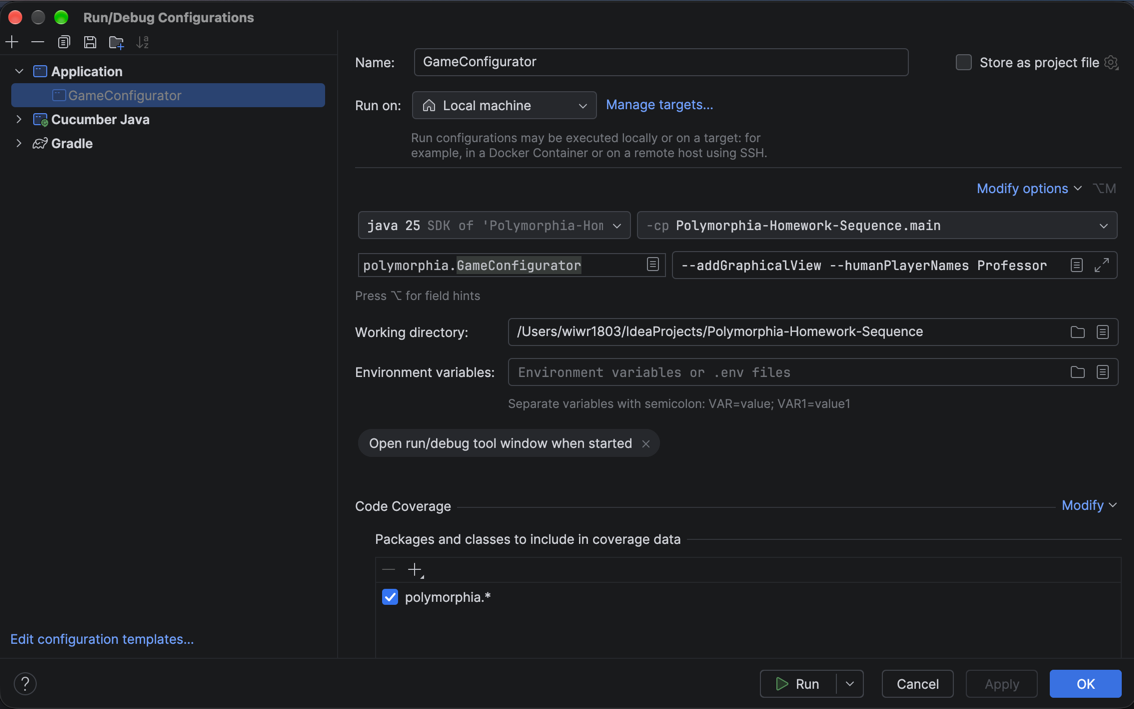 Run/Debug Configurations
Application
GameConfigurator
Cucumber Java
Gradle
Name:
GameConfigurator
Store as project file
Run on:
Local machine
Manage targets...
Run configurations may be executed locally or on a target: for
example, in a Docker Container or on a remote host using SSH.
Modify options
⌥M
java 25 SDK of 'Polymorphia-Hom
-cp Polymorphia-Homework-Sequence.main
polymorphia.GameConfigurator
--addGraphicalView --humanPlayerNames Professor
Press ⌥ for field hints
Working directory:
/Users/wiwr1803/IdeaProjects/Polymorphia-Homework-Sequence
Environment variables:
Environment variables or .env files
Separate variables with semicolon: VAR=value; VAR1=value1
Open run/debug tool window when started
Code Coverage
Modify
Packages and classes to include in coverage data
polymorphia.*
Edit configuration templates...
?
Run
Cancel
Apply
OK